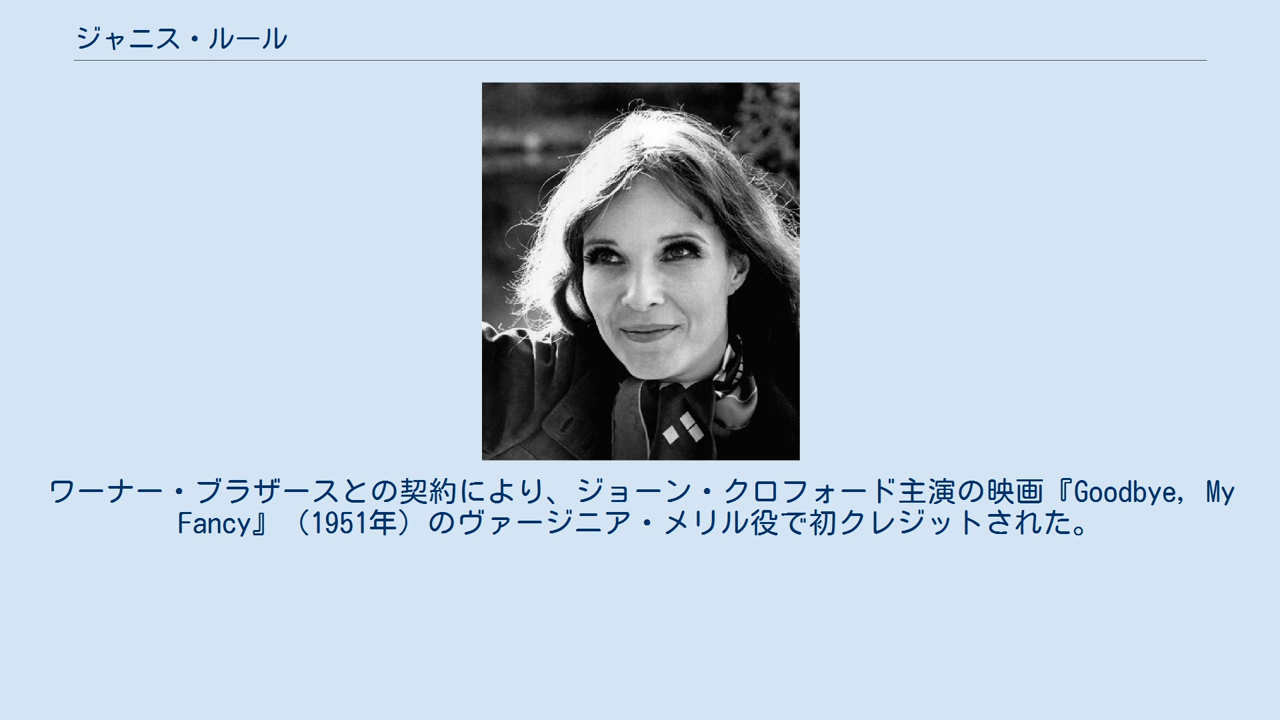 ジャニス・ルール
ワーナー・ブラザースとの契約により、ジョーン・クロフォード主演の映画『Goodbye, My
Fancy』（1951年）のヴァージニア・メリル役で初クレジットされた。